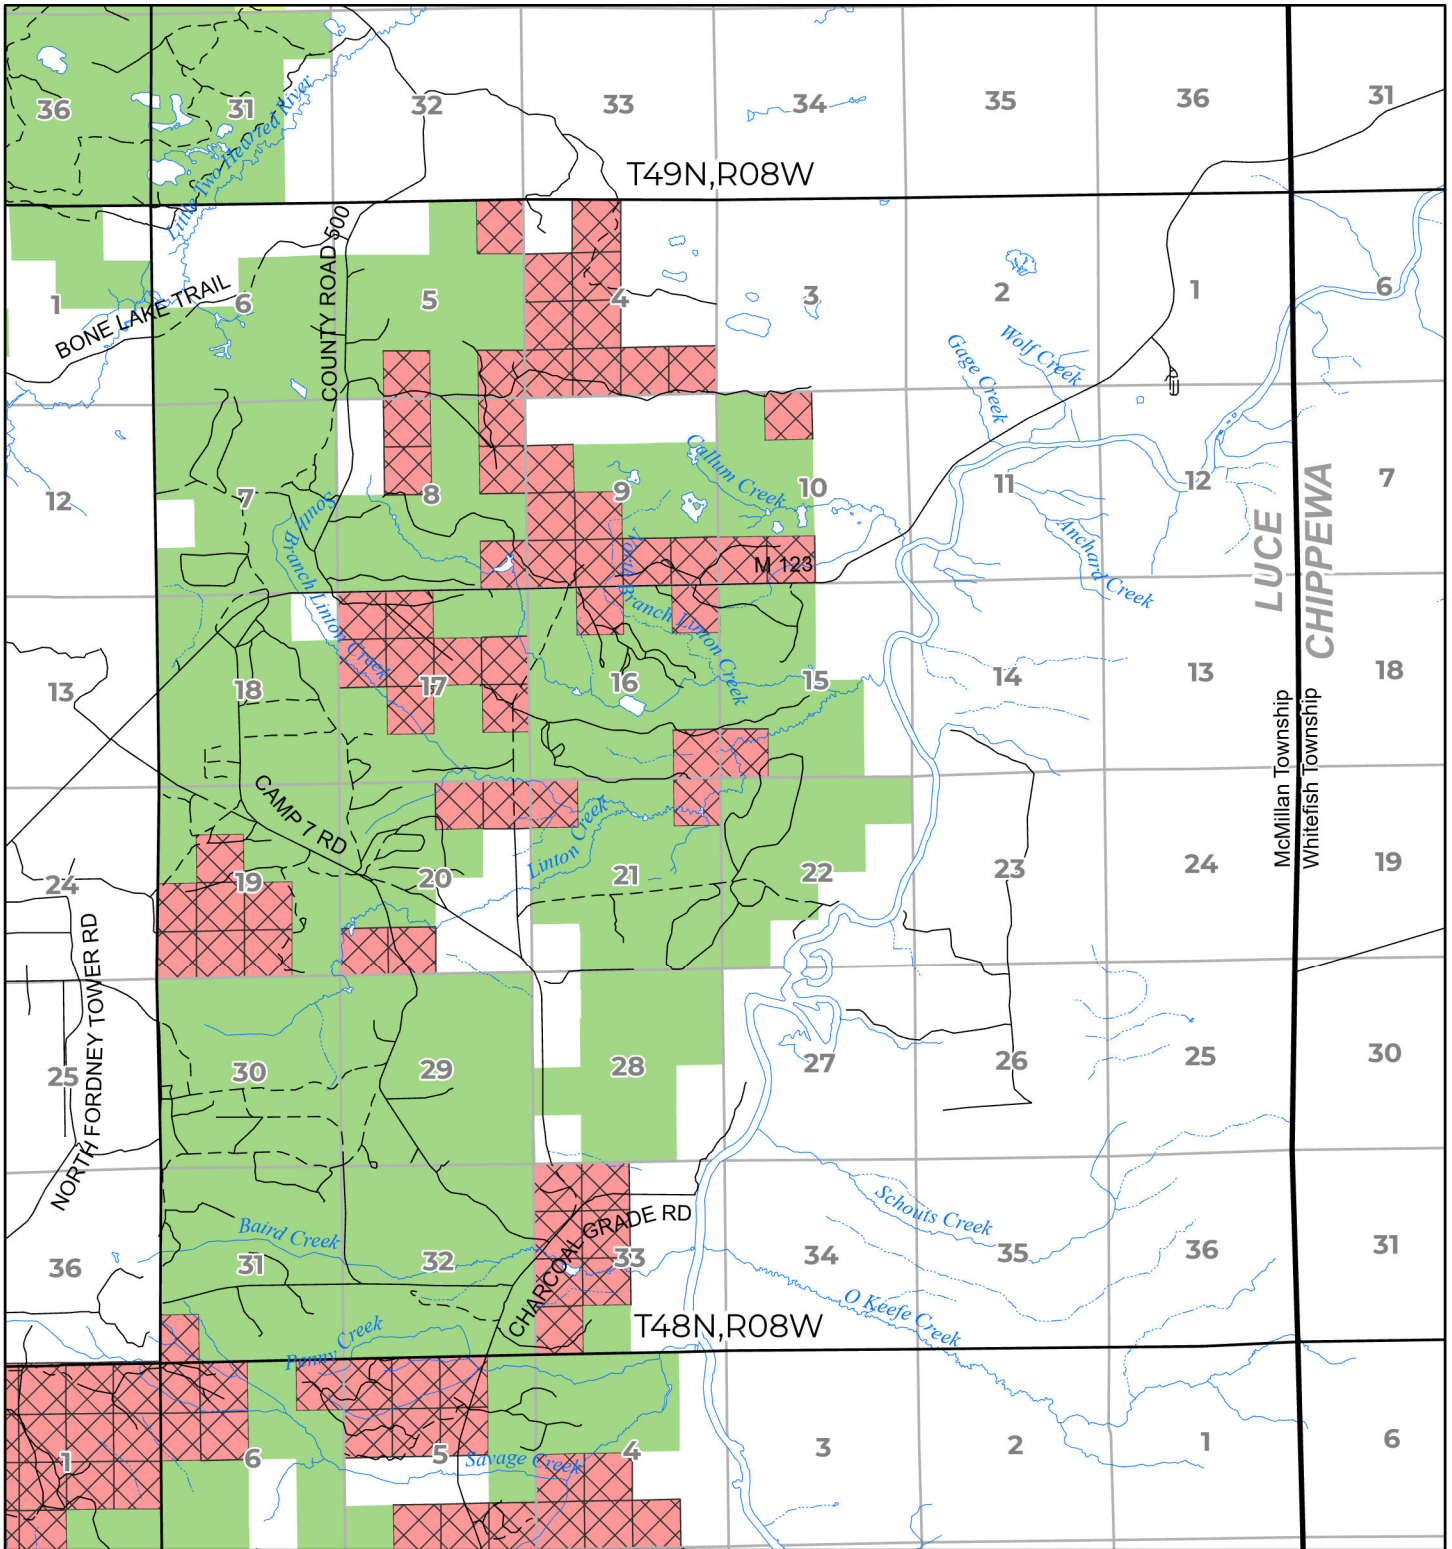 36
31
32
33
34
35
36
31
Little Two Hearted River
T49N,R08W
COUNTY ROAD 500
1
BONE LAKE TRAIL
6
5
4
3
2
1
6
Gage Creek
Wolf Creek
12
7
8
9
10
11
12
7
Callum Creek
Anchard Creek
South Branch Linton Creek
North Branch Linton Creek
M 123
LUCE
CHIPPEWA
13
18
17
16
15
14
13
18
McMillan Township
Whitefish Township
CAMP 7 RD
Linton Creek
24
19
20
21
22
23
24
19
NORTH FORDNEY TOWER RD
25
30
29
28
27
26
25
30
36
31
32
33
34
35
36
31
Baird Creek
CHARCOAL GRADE RD
Schouts Creek
O Keefe Creek
T48N,R08W
Penny Creek
1
6
5
4
3
2
1
6
Savage Creek